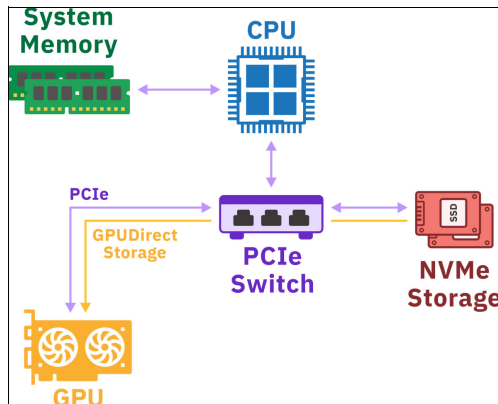 System
Memory
CPU
PCIe
GPUDirect
Storage
PCIe
Switch
SSD
NVMe
Storage
GPU